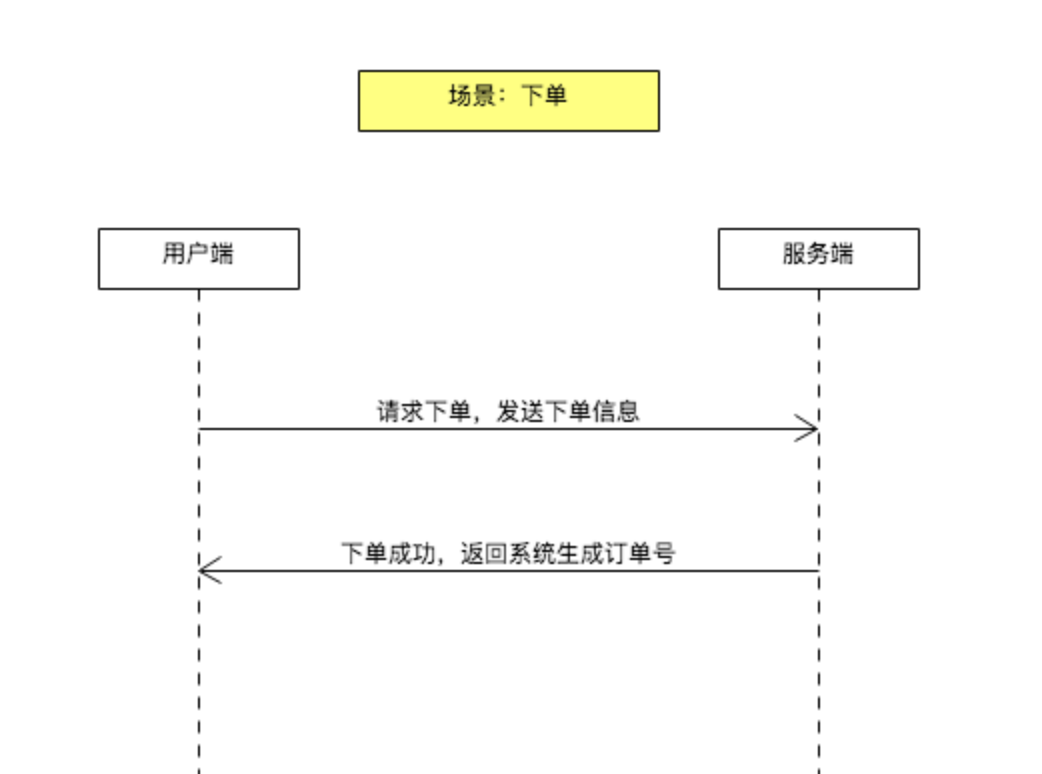 场景：下单
用户端
服务端
请求下单，发送下单信息
下单成功，返回系统生成订单号